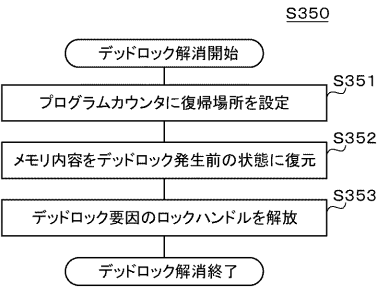 S350
デッドロック解消開始
S351
プログラムカウンタに復帰場所を設定
S352
メモリ内容をデッドロック発生前の状態に復元
S353
デッドロック要因のロックハンドルを解放
デッドロック解消終了